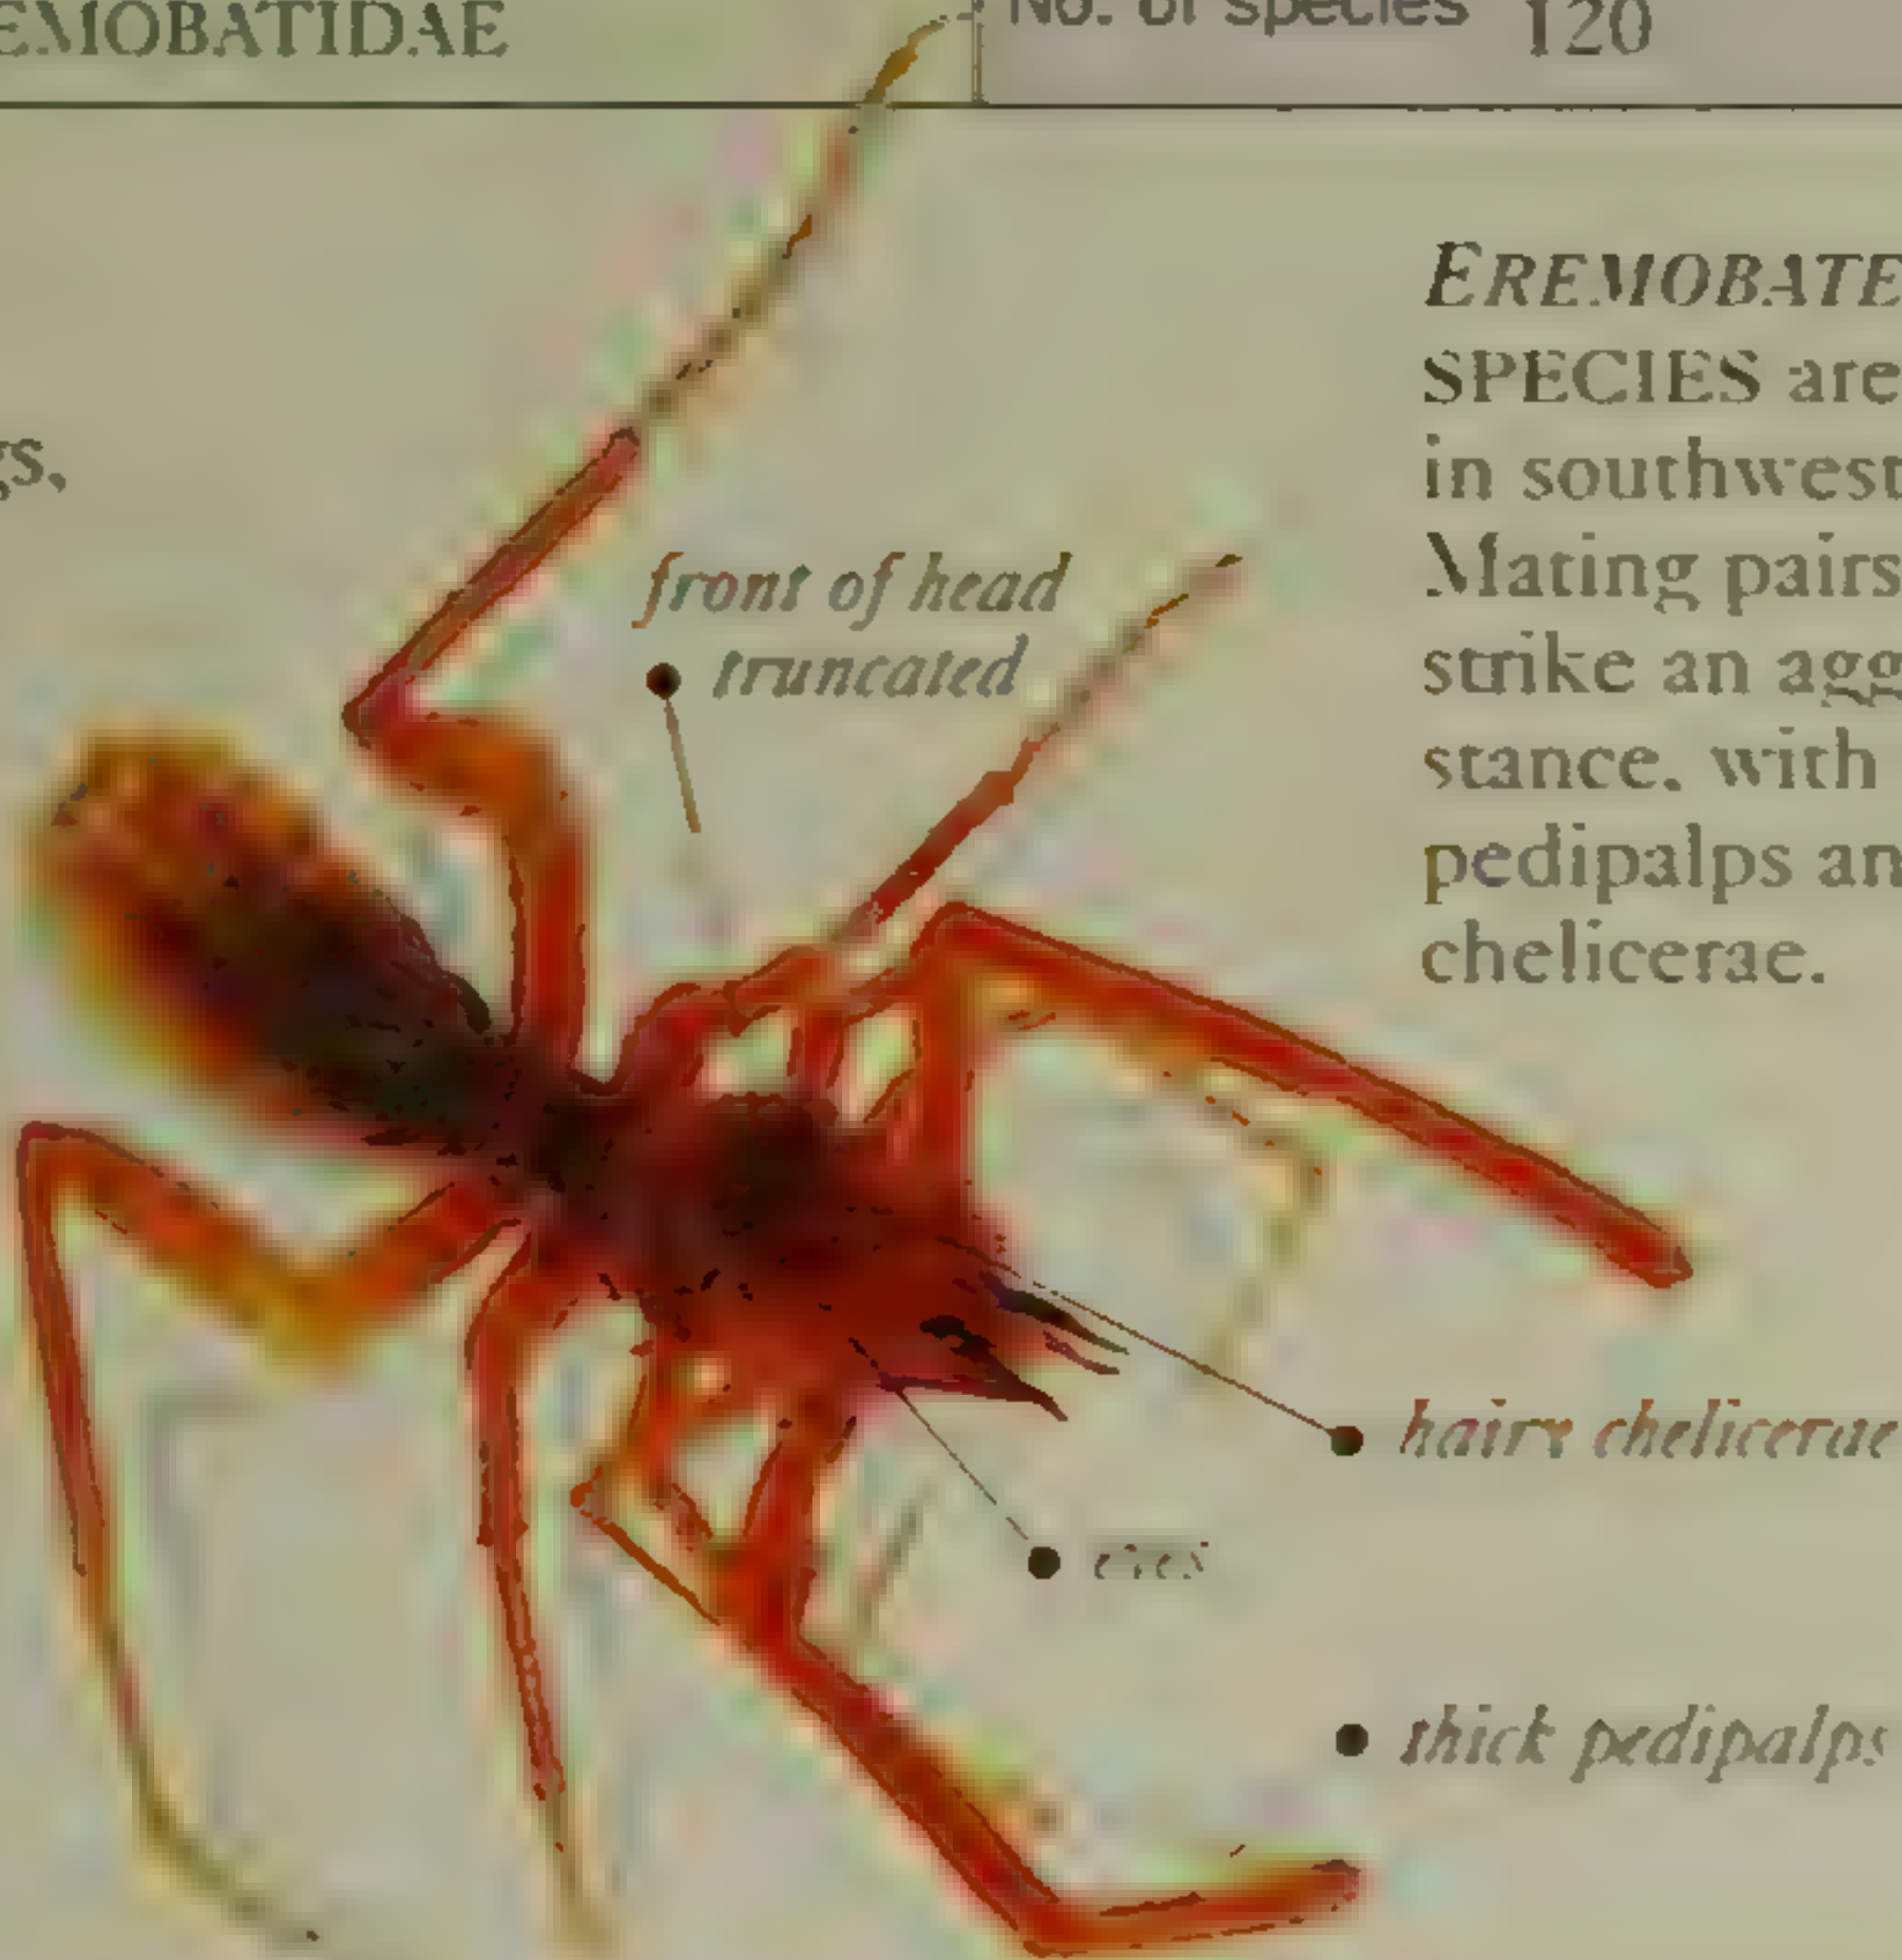 EMOBATIDAE
No. of species 120
EREMOBATE
SPECIES are
in southwest
Mating pairs
strike an agg
stance, with
pedipalps an
chelicerae.
gs,
front of head
truncated
hairy chelicerae
eyes
thick pedipalps